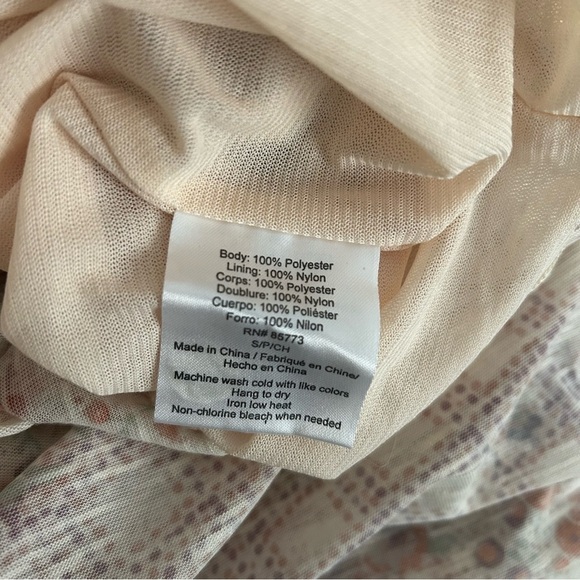 Body: 100% Polyester
Lining: 100% Nylon
Corps: 100% Polyester
Doublure: 100% Nylon
Cuerpo: 100% Poliéster
Forro: 100% Nilon
RN# 85773
S/P/CH
Made in China / Fabriqué en Chine/
Hecho en China
Machine wash cold with like colors
Hang to dry
Iron low heat
Non-chlorine bleach when needed